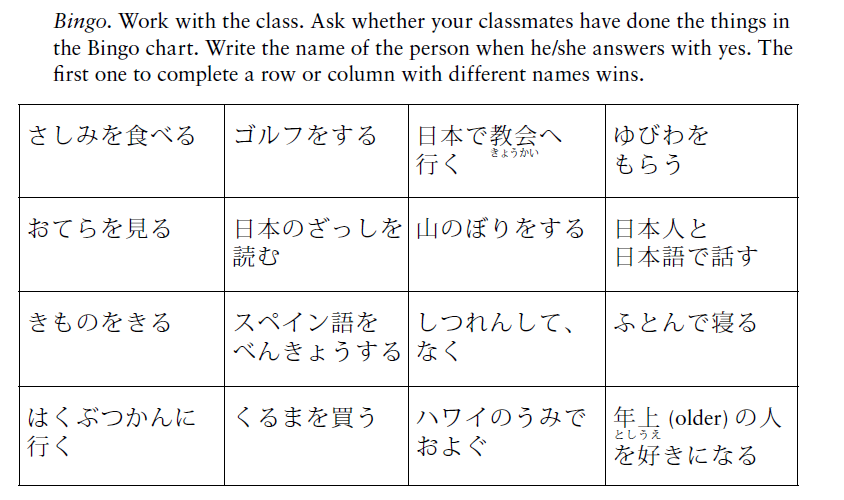 Bingo. Work with the class. Ask whether your classmates have done the things in
the Bingo chart. Write the name of the person when he/she answers with yes. The
first one to complete a row or column with different names wins.
さしみを食べる
ゴルフをする
日本で教会へ
きょうかい
行く
ゆびわを
もらう
おてらを見る
日本のざっしを
読む
山のぼりをする
日本人と
日本語で話す
きものをきる
スペイン語を
べんきょうする
しつれんして、
なく
ふとんで寝る
はくぶつかんに
行く
くるまを買う
ハワイのうみで
およぐ
年上 (older) の人
としうえ
を好きになる